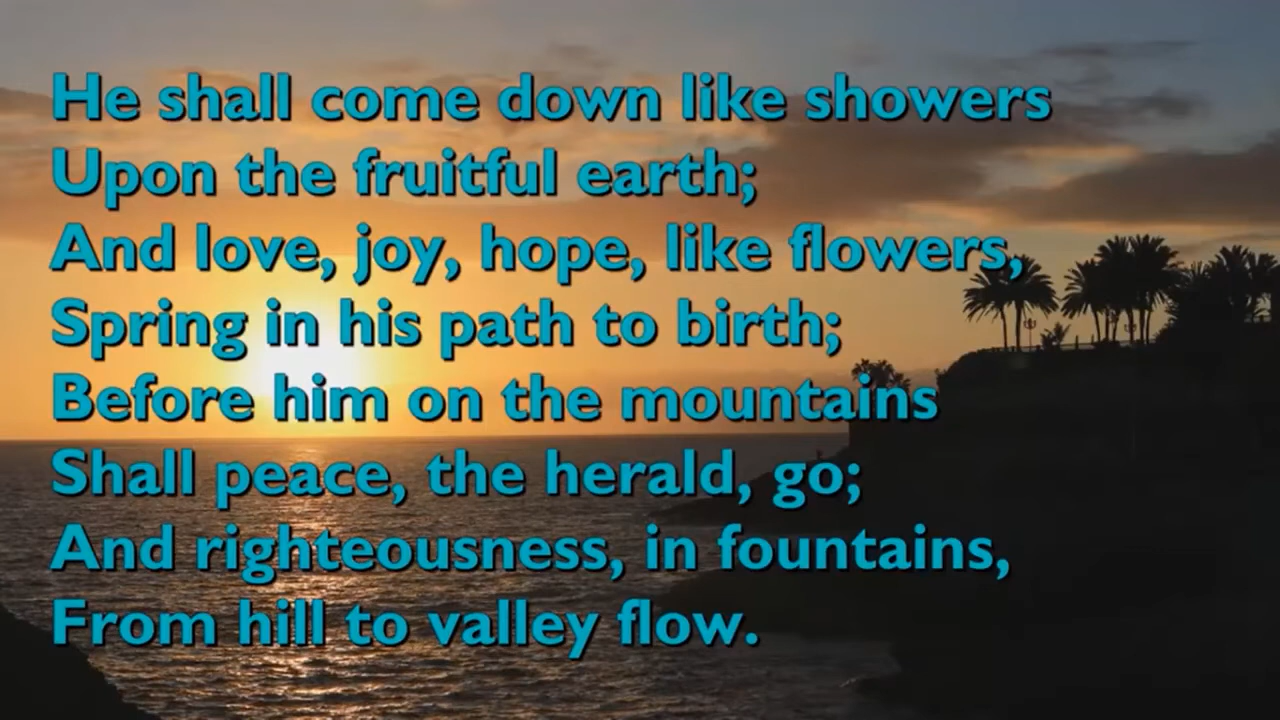 He shall come down like showers
Upon the fruitful earth;
And love, joy, hope, like flowers,
Spring in his path to birth;
Before him on the mountains
Shall peace, the herald, go;
And righteousness, in fountains,
From hill to valley flow.